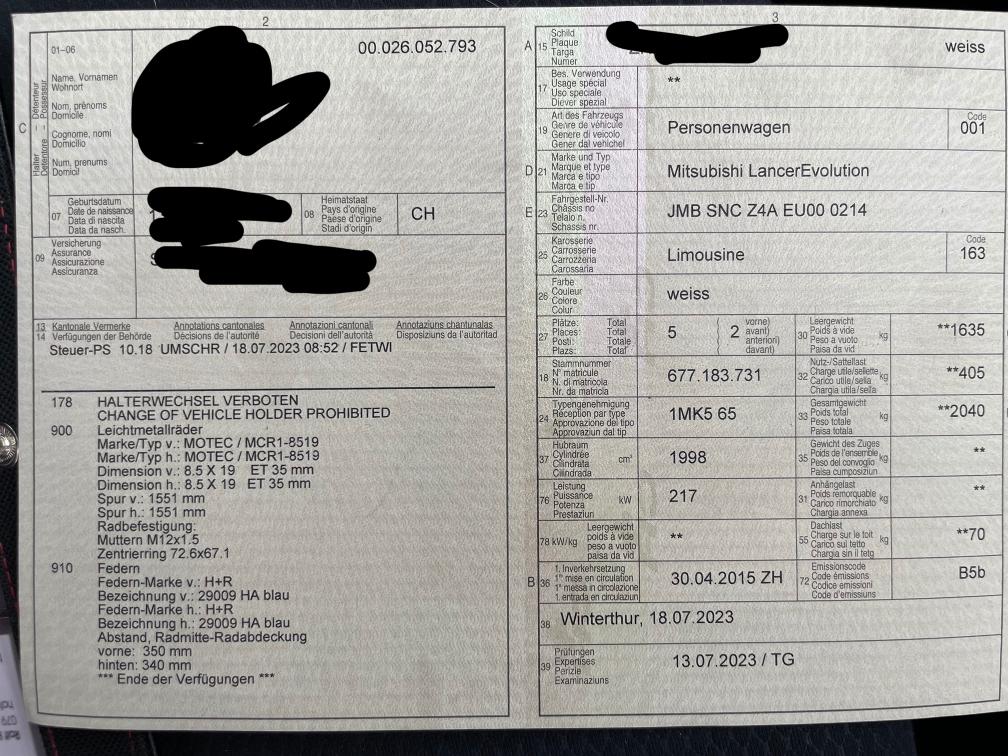 2
01–06
00.026.052.793
Name, Vornamen
Wohnort
Nom, prénoms
Domicile
Cognome, nomi
Domicilio
Num, prenums
Domicil
C
Halter Détenteur
Detentore Possessur
07
Geburtsdatum
Date de naissance
Data di nascita
Data da nasch.
08
Heimatstaat
Pays d'origine
Paese d'origine
Stadi d'origin
CH
09
Versicherung
Assurance
Assicurazione
Assicuranza
13 Kantonale Vermerke Annotations cantonales Annotazioni cantonali Annotaziuns chantunalas
14 Verfügungen der Behörde Décisions de l'autorité Decisioni dell'autorità Disposiziuns da l'autoritad
Steuer-PS 10.18 UMSCHR / 18.07.2023 08:52 / FETWI
178 HALTERWECHSEL VERBOTEN
CHANGE OF VEHICLE HOLDER PROHIBITED
900 Leichtmetallräder
Marke/Typ v.: MOTEC / MCR1-8519
Marke/Typ h.: MOTEC / MCR1-8519
Dimension v.: 8.5 X 19 ET 35 mm
Dimension h.: 8.5 X 19 ET 35 mm
Spur v.: 1551 mm
Spur h.: 1551 mm
Radbefestigung:
Muttern M12x1.5
Zentrierring 72.6x67.1
910 Federn
Federn-Marke v.: H+R
Bezeichnung v.: 29009 HA blau
Federn-Marke h.: H+R
Bezeichnung h.: 29009 HA blau
Abstand, Radmitte-Radabdeckung
vorne: 350 mm
hinten: 340 mm
*** Ende der Verfügungen ***
3
A 15
Schild
Plaque
Targa
Numer
weiss
17
Bes. Verwendung
Usage spécial
Uso speciale
Diever spezial
**
19
Art des Fahrzeugs
Genre de véhicule
Genere di veicolo
Gener dal vehichel
Personenwagen
Code
001
D 21
Marke und Typ
Marque et type
Marca e tipo
Marca e tip
Mitsubishi LancerEvolution
E 23
Fahrgestell-Nr.
Châssis no
Telaio n.
Schassis nr.
JMB SNC Z4A EU00 0214
25
Karosserie
Carrosserie
Carrozzeria
Carossaria
Limousine
Code
163
26
Farbe
Couleur
Colore
Colur
weiss
27
Plätze: Total
Places: Total
Posti: Totale
Plazs: Total
5 ( 2
vorne)
avant)
anteriori)
davant)
30
Leergewicht
Poids à vide
Peso a vuoto
Paisa da vid
kg
**1635
18
Stammnummer
N° matricule
N. di matricola
Nr. da matricla
677.183.731
32
Nutz-/Sattellast
Charge utile/sellette
Carico utile/sella
Chargia utila/sella
kg
**405
24
Typengenehmigung
Réception par type
Approvazione del tipo
Approvaziun dal tip
1MK5 65
33
Gesamtgewicht
Poids total
Peso totale
Paisa totala
kg
**2040
37
Hubraum
Cylindrée
Cilindrata
Cilindrada
cm³
1998
35
Gewicht des Zuges
Poids de l'ensemble
Peso del convoglio
Paisa cumposiziun
kg
**
76
Leistung
Puissance
Potenza
Prestaziun
kW
217
31
Anhängelast
Poids remorquable
Carico rimorchiato
Chargia annexa
kg
**
78 kW/kg
Leergewicht
poids à vide
peso a vuoto
paisa da vid
**
55
Dachlast
Charge sur le toit
Carico sul tetto
Chargia sin il tetg
kg
**70
B 36
1. Inverkehrsetzung
1re mise en circulation
1a messa in circolazione
1. entrada en circulaziun
30.04.2015 ZH
72
Emissionscode
Code émissions
Codice emissioni
Code d'emissiuns
B5b
38
Winterthur, 18.07.2023
39
Prüfungen
Expertises
Perizie
Examinaziuns
13.07.2023 / TG